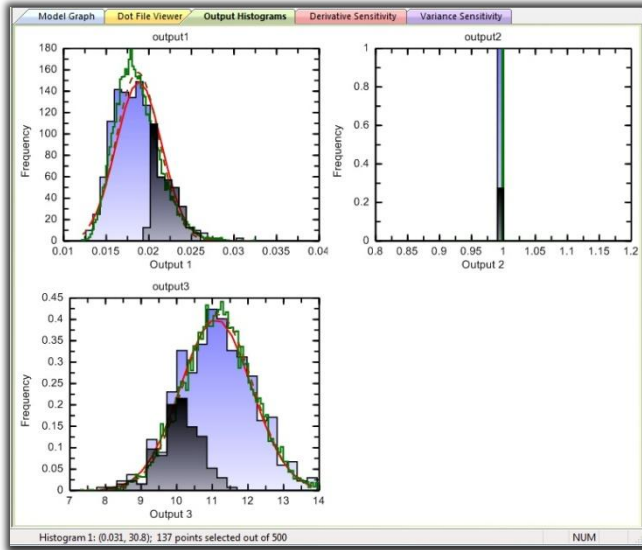 Model Graph Dot File Viewer Output Histograms Derivative Sensitivity Variance Sensitivity
output1
180
160
140
120
100
80
60
40
20
0
Frequency
0.01 0.015 0.02 0.025 0.03 0.035 0.04
Output 1
output2
1
0.8
0.6
0.4
0.2
0
Frequency
0.8 0.85 0.9 0.95 1 1.05 1.1 1.15 1.2
Output 2
output3
0.45
0.4
0.35
0.3
0.25
0.2
0.15
0.1
0.05
0
Frequency
7 8 9 10 11 12 13 14
Output 3
Histogram 1: (0.031, 30.8); 137 points selected out of 500 NUM